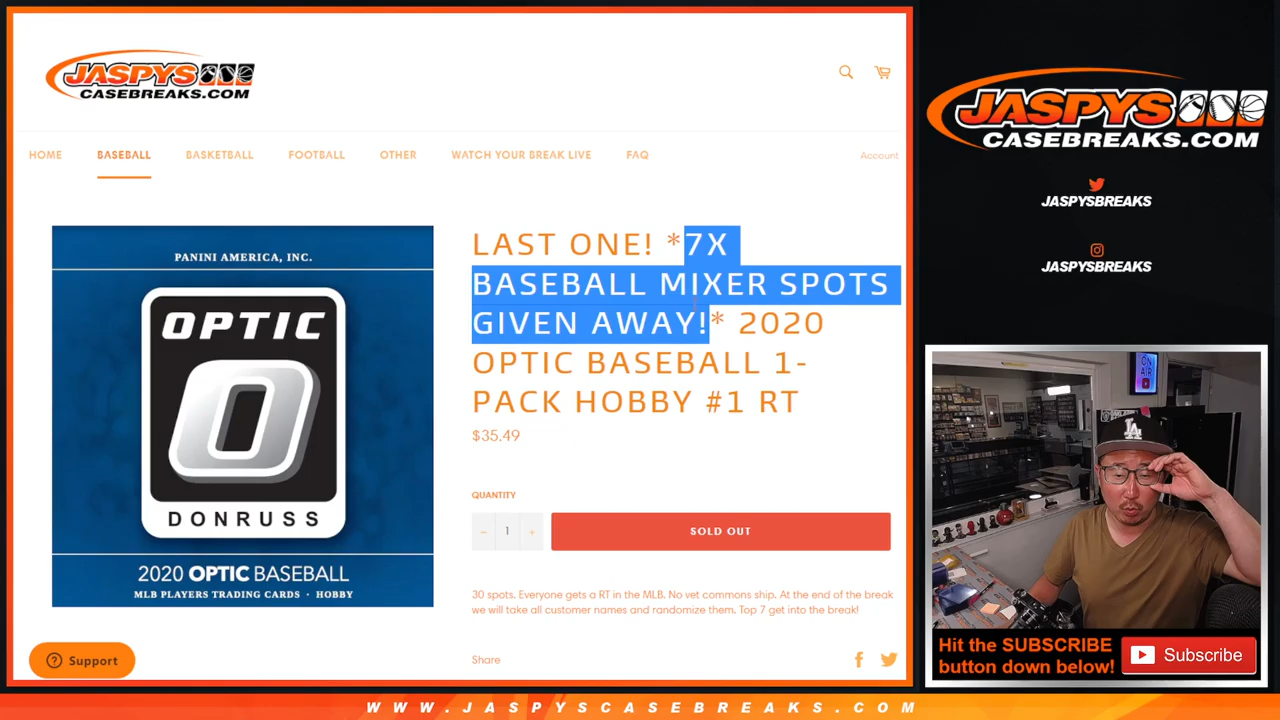 JASPYS
CASEBREAKS.COM
HOME BASEBALL BASKETBALL FOOTBALL OTHER WATCH YOUR BREAK LIVE FAQ Account
PANINI AMERICA, INC.
OPTIC
O
DONRUSS
2020 OPTIC BASEBALL
MLB PLAYERS TRADING CARDS · HOBBY
LAST ONE! *7X
BASEBALL MIXER SPOTS
GIVEN AWAY!* 2020
OPTIC BASEBALL 1-
PACK HOBBY #1 RT
$35.49
QUANTITY
− 1 +
SOLD OUT
30 spots. Everyone gets a RT in the MLB. No vet commons ship. At the end of the break
we will take all customer names and randomize them. Top 7 get into the break!
Share
Support
JASPYS
CASEBREAKS.COM
JASPYSBREAKS
JASPYSBREAKS
ON
AIR
LA
Hit the SUBSCRIBE
button down below!
Subscribe
WWW.JASPYSCASEBREAKS.COM